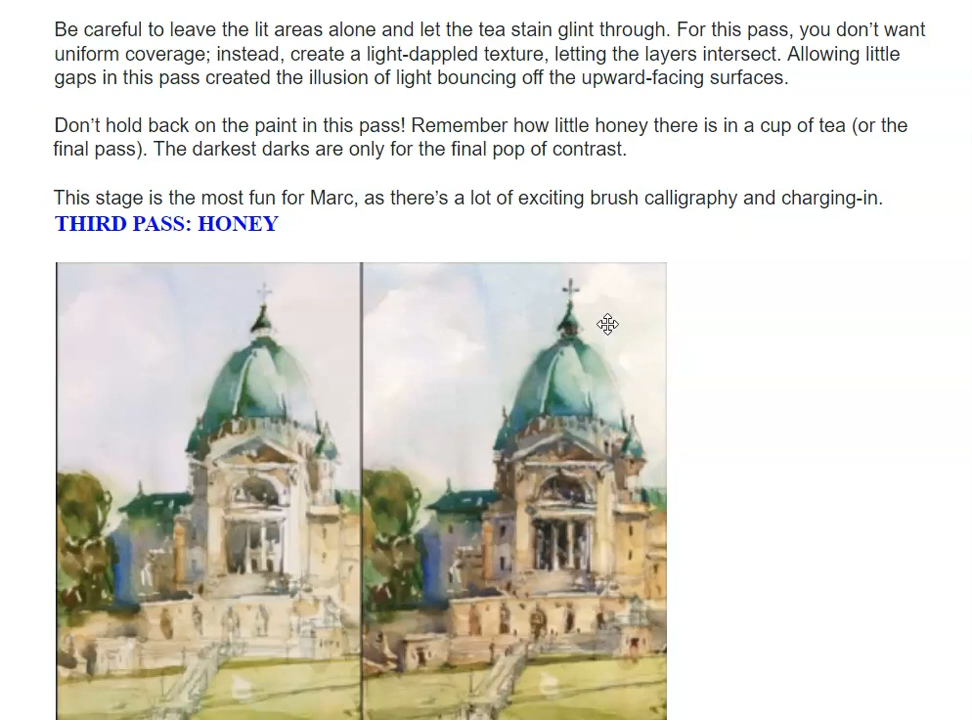 Be careful to leave the lit areas alone and let the tea stain glint through. For this pass, you don’t want
uniform coverage; instead, create a light-dappled texture, letting the layers intersect. Allowing little
gaps in this pass created the illusion of light bouncing off the upward-facing surfaces.
Don’t hold back on the paint in this pass! Remember how little honey there is in a cup of tea (or the
final pass). The darkest darks are only for the final pop of contrast.
This stage is the most fun for Marc, as there’s a lot of exciting brush calligraphy and charging-in.
THIRD PASS: HONEY